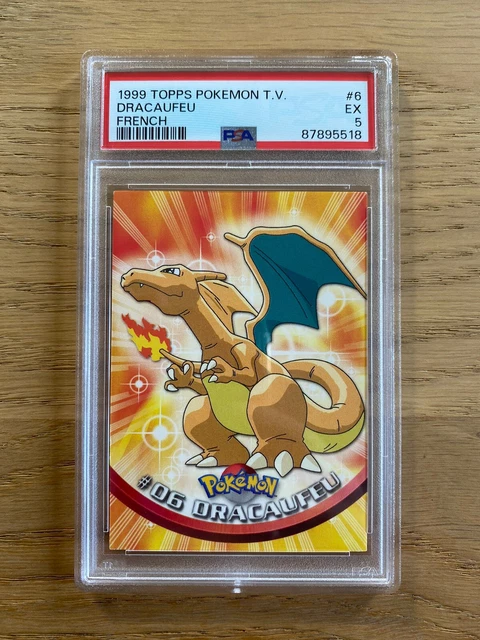 1999 TOPPS POKEMON T.V. #6
DRACAUFEU EX
FRENCH 5
PSA 87895518
POKéMON
#06 DRACAUFEU